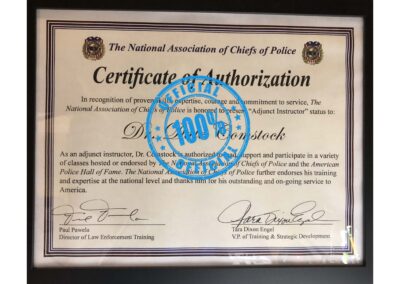 The National Association of Chiefs of Police
Certificate of Authorization
In recognition of proven skills, expertise, courage and commitment to service, The
National Association of Chiefs of Police is honored to present "Adjunct Instructor" status to:
Dr. Comstock
As an adjunct instructor, Dr. Comstock is authorized to lead, support and participate in a variety
of classes hosted or endorsed by The National Association of Chiefs of Police and the American
Police Hall of Fame. The National Association of Chiefs of Police further endorses his training
and expertise at the national level and thanks him for his outstanding and on-going service to
America.
OFFICIAL
100%
OFFICIAL
Paul Pawela
Director of Law Enforcement Training
Tara Dixon Engel
V.P. of Training & Strategic Development